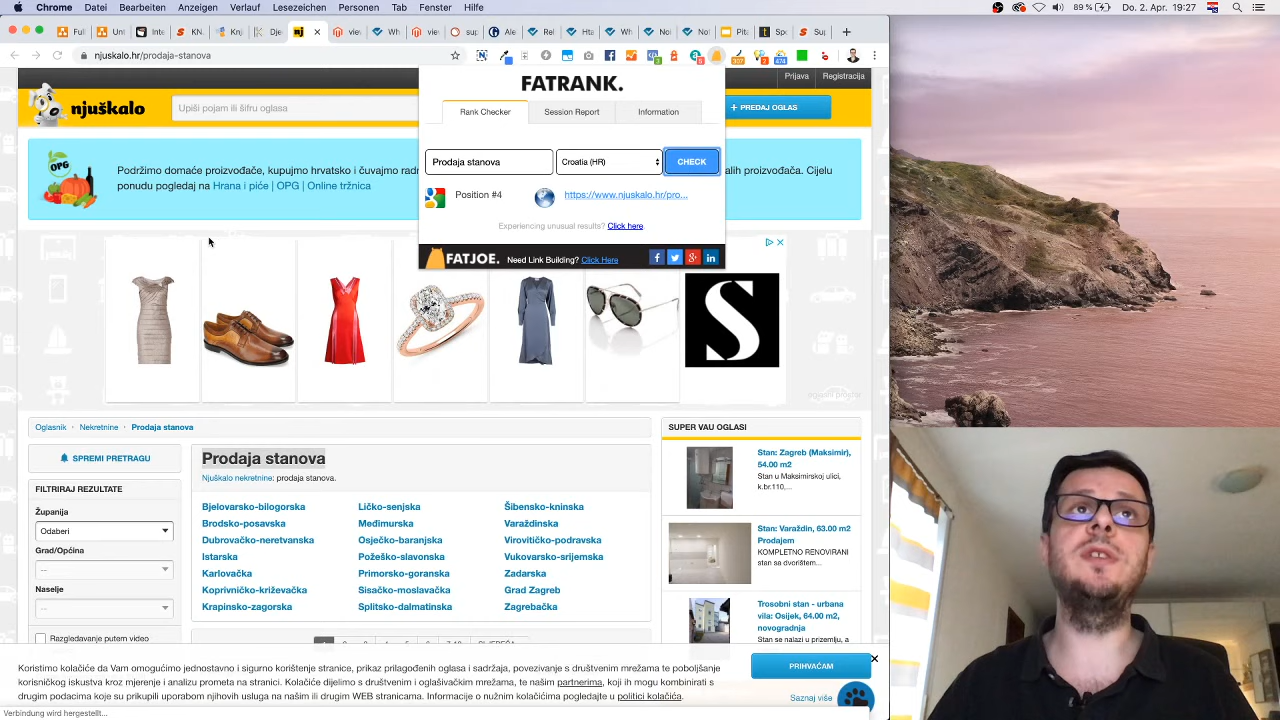 Chrome Datei Bearbeiten Anzeigen Verlauf Lesezeichen Personen Tab Fenster Hilfe
89 % Do. 2. Apr. 19:27
njuskalo.hr/prodaja-stanova
Prijava Registracija
njuškalo Upiši pojam ili šifru oglasa
+ PREDAJ OGLAS
FATRANK.
Rank Checker Session Report Information
Prodaja stanova Croatia (HR) CHECK
Position #4 https://www.njuskalo.hr/pro...
Experiencing unusual results? Click here.
FATJOE. Need Link Building? Click Here
OPG
Podržimo domaće proizvođače, kupujmo hrvatsko i čuvajmo
alih proizvođača. Cijelu
ponudu pogledaj na Hrana i piće | OPG | Online tržnica
S
oglasni prostor
Oglasnik › Nekretnine › Prodaja stanova
SPREMI PRETRAGU
FILTRIRAJ REZULTATE
Županija
Odaberi
Grad/Općina
--
Naselje
--
Razgledavanje putem video
Prodaja stanova
Njuškalo nekretnine: prodaja stanova.
Bjelovarsko-bilogorska Ličko-senjska Šibensko-kninska
Brodsko-posavska Međimurska Varaždinska
Dubrovačko-neretvanska Osječko-baranjska Virovitičko-podravska
Istarska Požeško-slavonska Vukovarsko-srijemska
Karlovačka Primorsko-goranska Zadarska
Koprivničko-križevačka Sisačko-moslavačka Grad Zagreb
Krapinsko-zagorska Splitsko-dalmatinska Zagrebačka
SUPER VAU OGLASI
Stan: Zagreb (Maksimir),
54.00 m2
Stan u Maksimirskoj ulici,
k.br.110,...
Stan: Varaždin, 63.00 m2
Prodajem
KOMPLETNO RENOVIRANI
stan sa dvorištem...
Trosobni stan - urbana
vila: Osijek, 64.00 m2,
novogradnja
Stan se nalazi u prizemlju, a
Koristimo kolačiće da Vam omogućimo jednostavno i sigurno korištenje stranice, prikaz prilagođenih oglasa i sadržaja, povezivanje s društvenim mrežama te poboljšanje
korisničkog iskustva kroz mjerenje i analizu prometa na stranici. Kolačiće dijelimo s društvenim i oglašivačkim mrežama, te našim partnerima, koji ih mogu kombinirati s
drugim podacima koje su prikupili uporabom njihovih usluga na našim ili drugim WEB stranicama. Informacije o nužnim kolačićima pogledajte u politici kolačića.
PRIHVAĆAM
Saznaj više
Verbindung wird hergestellt...